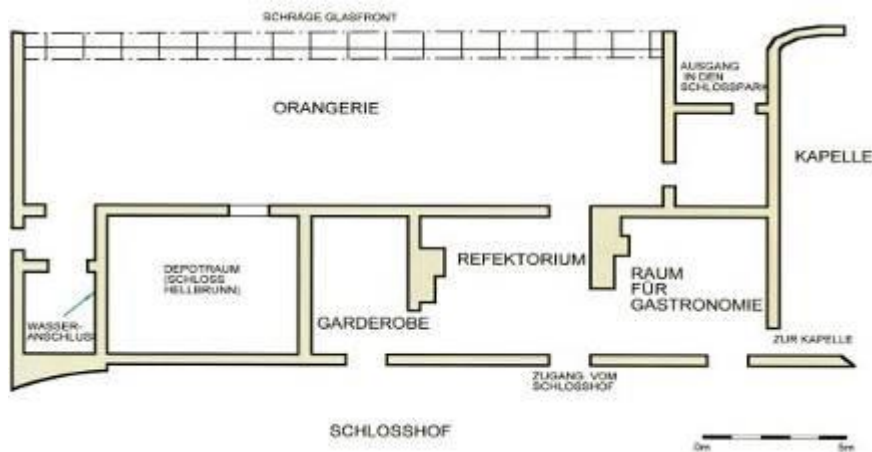 SCHRÄGE GLASFRONT
AUSGANG
IN DEN
SCHLOSSPARK
ORANGERIE
KAPELLE
REFEKTORIUM
DEPOTRAUM
(SCHLOSS
HELLBRUNN)
RAUM
FÜR
GASTRONOMIE
GARDEROBE
WASSER-
ANSCHLUSS
ZUR KAPELLE
ZUGANG VOM
SCHLOSSHOF
SCHLOSSHOF
0m
5m